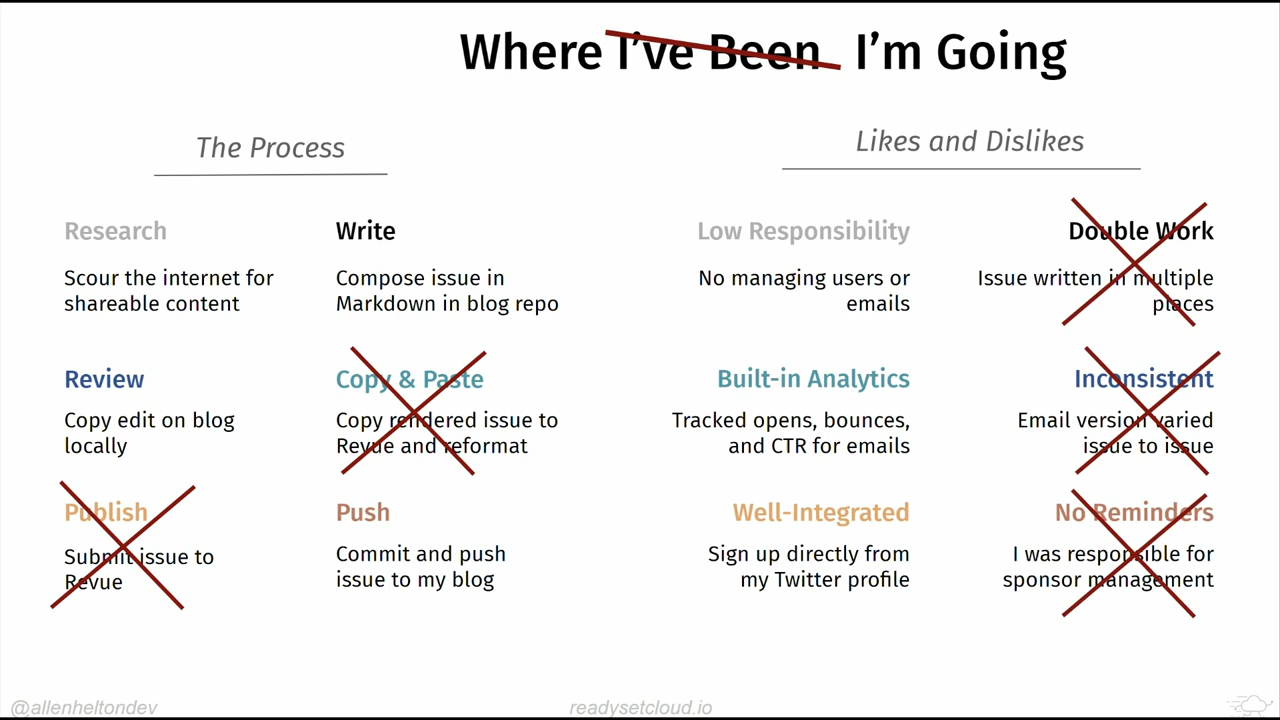 Where I've Been I'm Going
The Process
Research
Scour the internet for
shareable content
Write
Compose issue in
Markdown in blog repo
Review
Copy edit on blog
locally
Copy & Paste
Copy rendered issue to
Revue and reformat
Publish
Submit issue to
Revue
Push
Commit and push
issue to my blog
Likes and Dislikes
Low Responsibility
No managing users or
emails
Double Work
Issue written in multiple
places
Built-in Analytics
Tracked opens, bounces,
and CTR for emails
Inconsistent
Email version varied
issue to issue
Well-Integrated
Sign up directly from
my Twitter profile
No Reminders
I was responsible for
sponsor management
@allenheltondev
readysetcloud.io